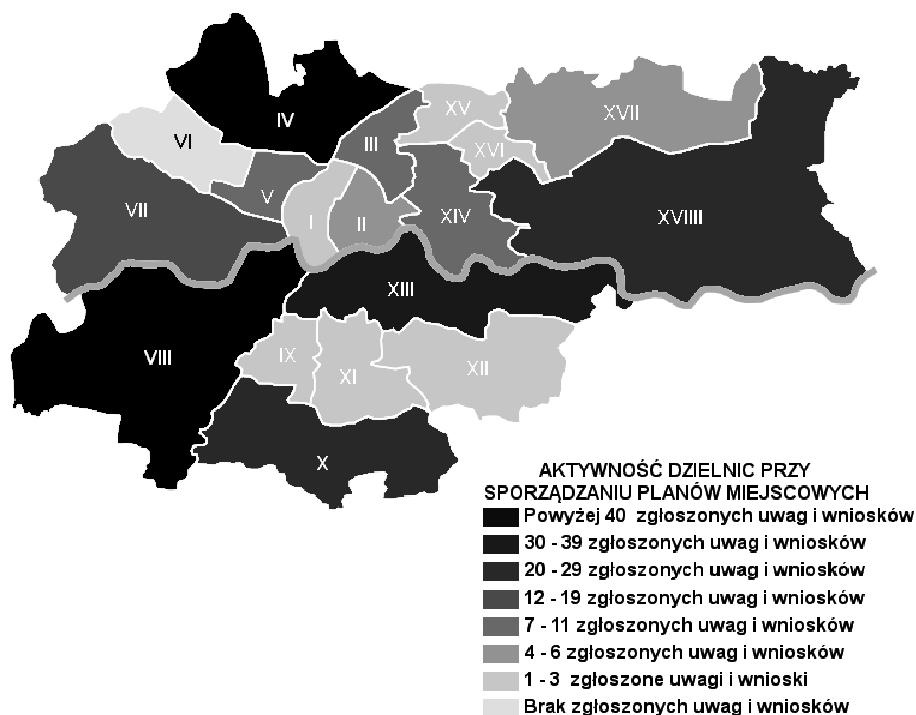 IV
XV
XVII
III
VI
XVI
V
VII
I
II
XIV
XVIIII
XIII
VIII
IX
XI
XII
X
AKTYWNOŚĆ DZIELNIC PRZY
SPORZĄDZANIU PLANÓW MIEJSCOWYCH
Powyżej 40 zgłoszonych uwag i wniosków
30 - 39 zgłoszonych uwag i wniosków
20 - 29 zgłoszonych uwag i wniosków
12 - 19 zgłoszonych uwag i wniosków
7 - 11 zgłoszonych uwag i wniosków
4 - 6 zgłoszonych uwag i wniosków
1 - 3 zgłoszone uwagi i wnioski
Brak zgłoszonych uwag i wniosków